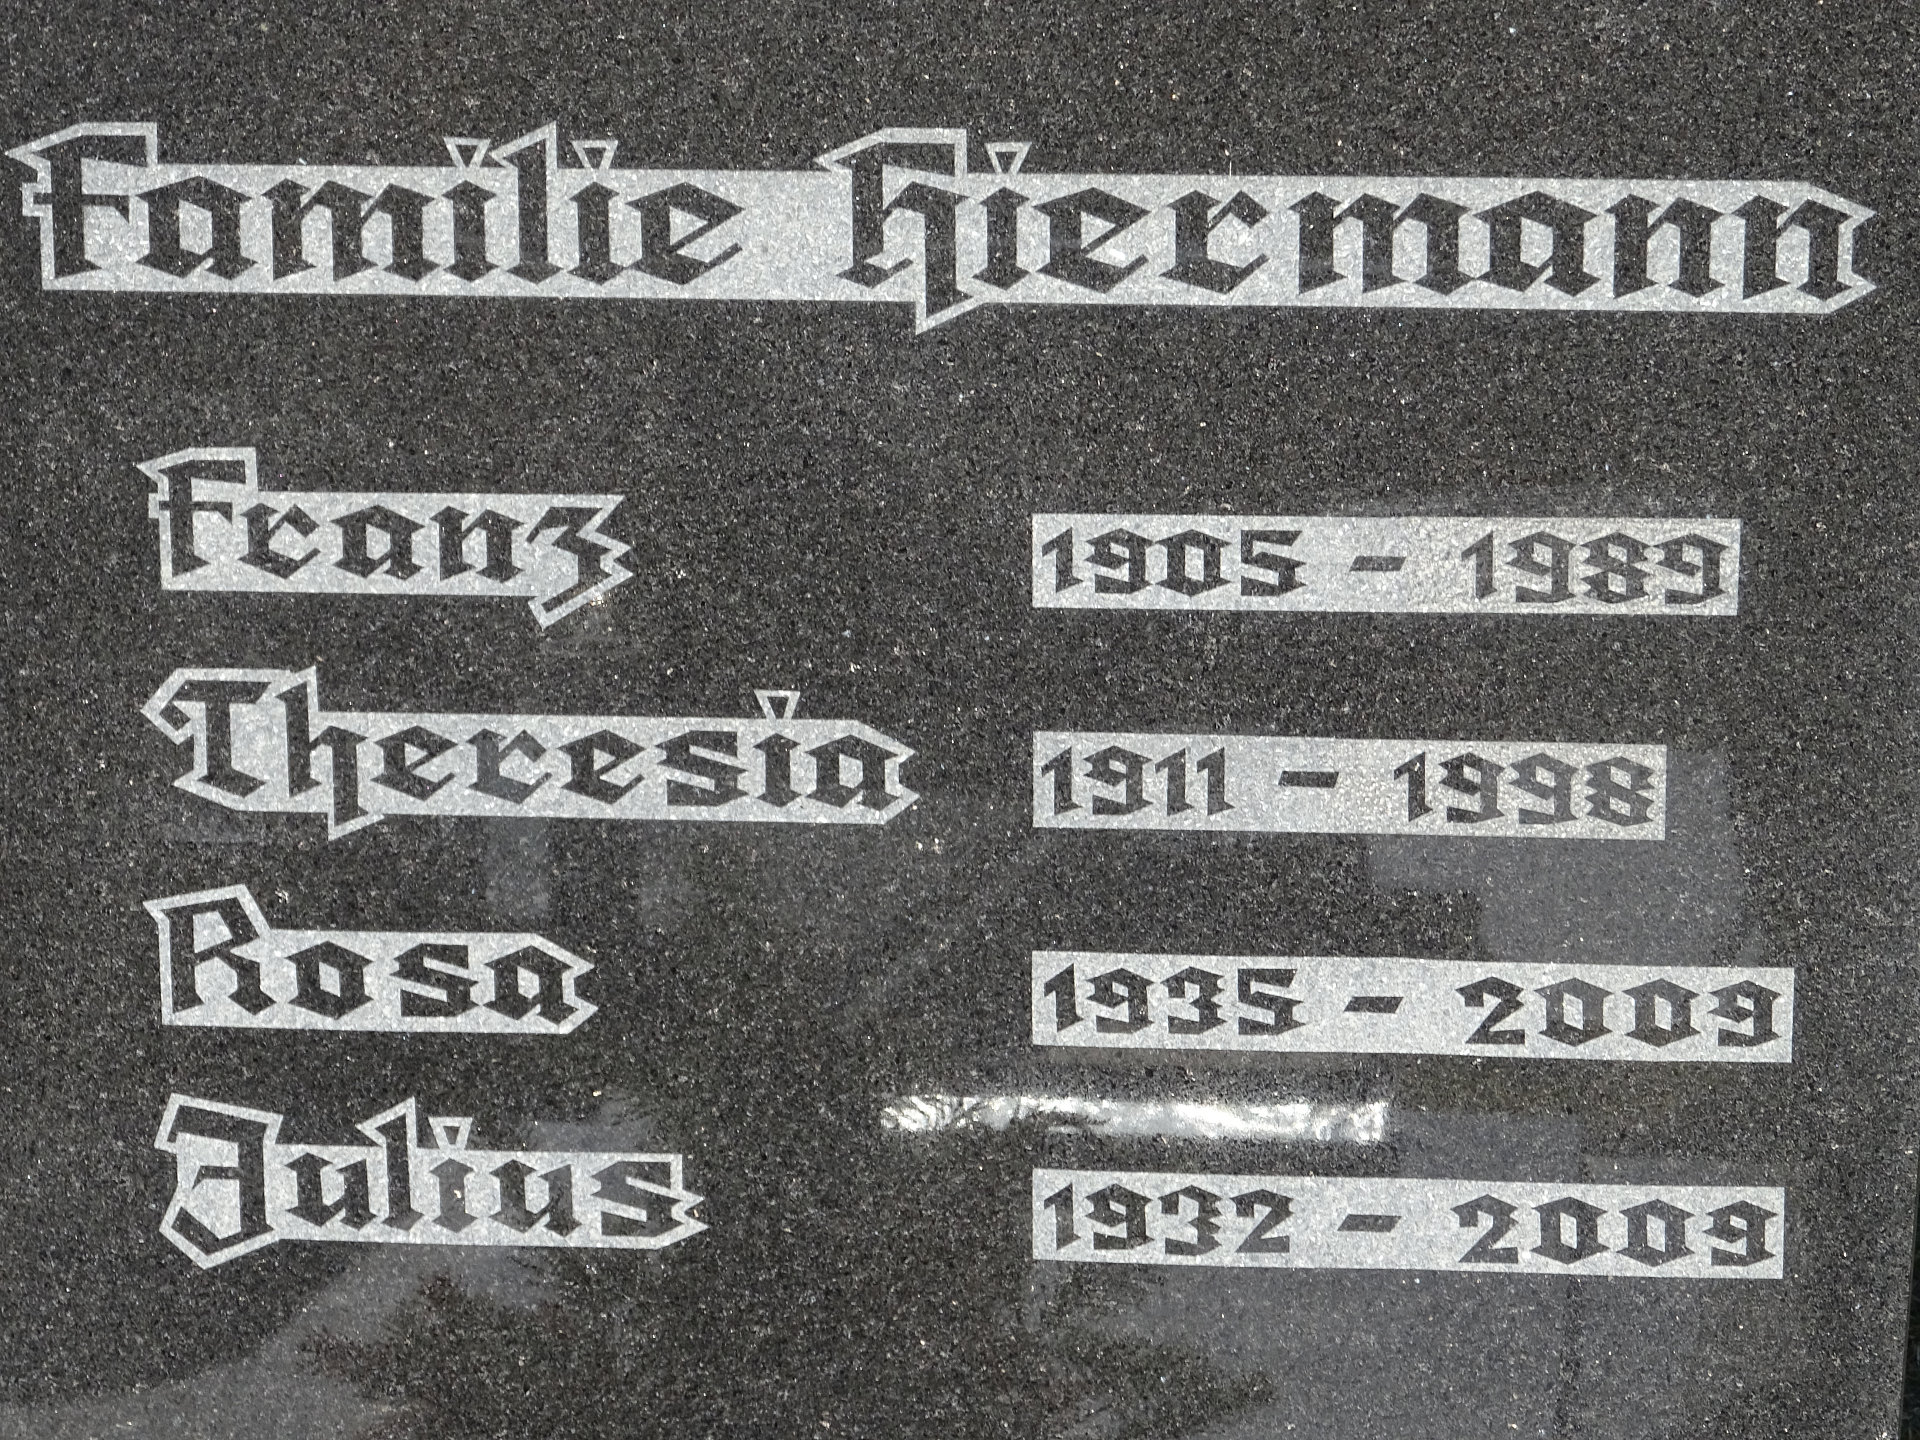 Familie Hiermann
Franz 1905 - 1989
Theresia 1911 - 1998
Rosa 1935 - 2009
Julius 1932 - 2009